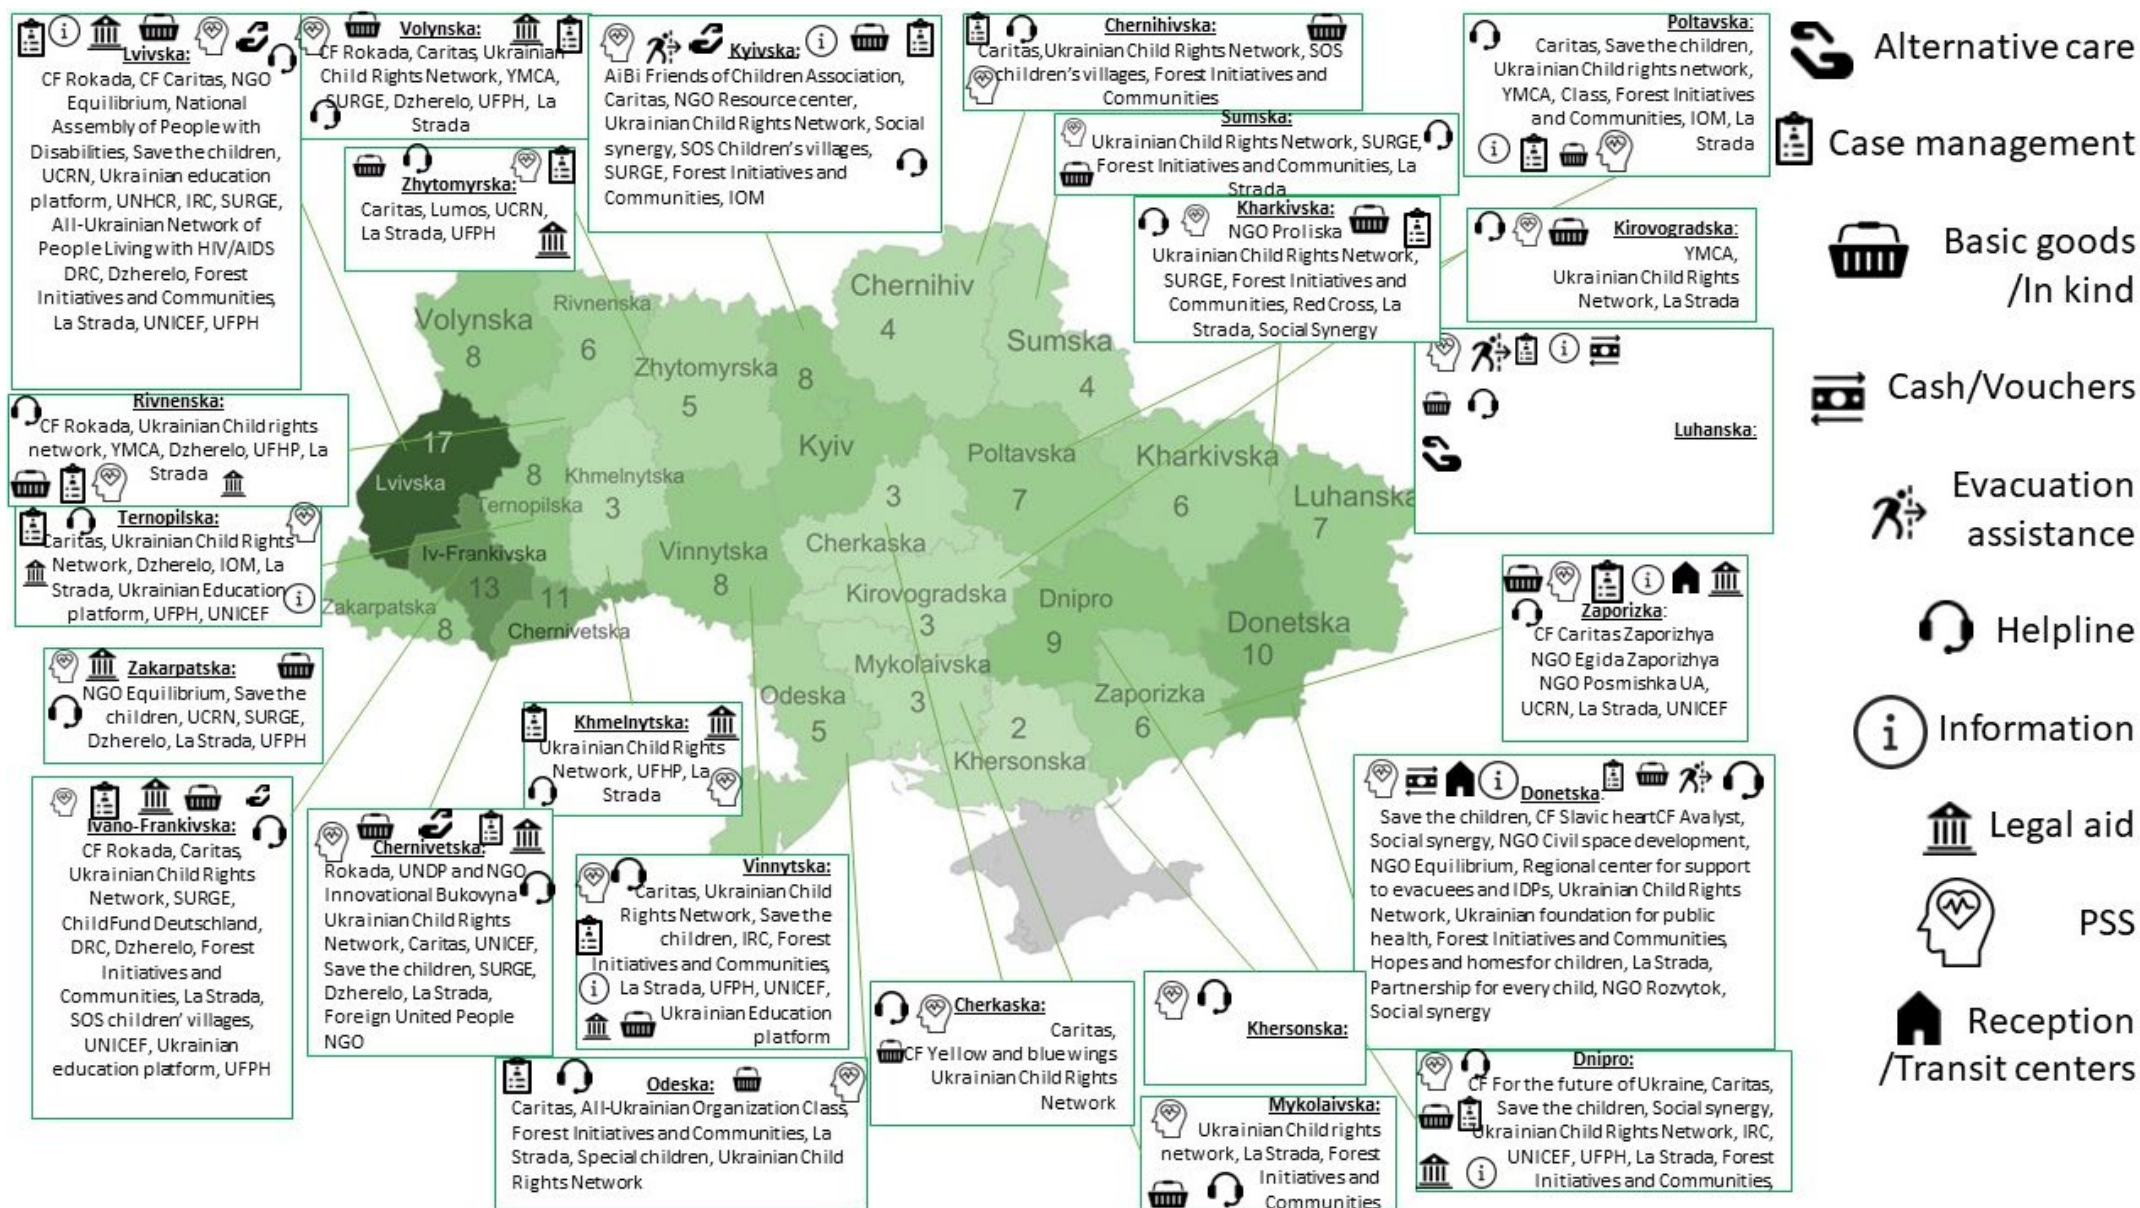 Lvivska:
CF Rokada, CF Caritas, NGO
Equilibrium, National
Assembly of People with
Disabilities, Save the children,
UCRN, Ukrainian education
platform, UNHCR, IRC, SURGE,
All-Ukrainian Network of
People Living with HIV/AIDS
DRC, Dzherelo, Forest
Initiatives and Communities,
La Strada, UNICEF, UFPH
Volynska:
CF Rokada, Caritas, Ukrainian
Child Rights Network, YMCA,
SURGE, Dzherelo, UFPH, La
Strada
Zhytomyrska:
Caritas, Lumos, UCRN,
La Strada, UFPH
Kyivska:
AiBi Friends of Children Association,
Caritas, NGO Resource center,
Ukrainian Child Rights Network, Social
synergy, SOS Children's villages,
SURGE, Forest Initiatives and
Communities, IOM
Chernihivska:
Caritas, Ukrainian Child Rights Network, SOS
children's villages, Forest Initiatives and
Communities
Sumska:
Ukrainian Child Rights Network, SURGE,
Forest Initiatives and Communities, La
Strada
Kharkivska:
NGO Proliska
Ukrainian Child Rights Network,
SURGE, Forest Initiatives and
Communities, Red Cross, La
Strada, Social Synergy
Poltavska:
Caritas, Save the children,
Ukrainian Child rights network,
YMCA, Class, Forest Initiatives
and Communities, IOM, La
Strada
Kirovogradska:
YMCA,
Ukrainian Child Rights
Network, La Strada
Luhanska:
Alternative care
Case management
Basic goods
/In kind
Cash/Vouchers
Evacuation
assistance
Helpline
Information
Legal aid
PSS
Reception
/Transit centers
Rivnenska:
CF Rokada, Ukrainian Child rights
network, YMCA, Dzherelo, UFHP, La
Strada
Ternopilska:
Caritas, Ukrainian Child Rights
Network, Dzherelo, IOM, La
Strada, Ukrainian Education
platform, UFPH, UNICEF
Zakarpatska:
NGO Equilibrium, Save the
children, UCRN, SURGE,
Dzherelo, La Strada, UFPH
Ivano-Frankivska:
CF Rokada, Caritas,
Ukrainian Child Rights
Network, SURGE,
ChildFund Deutschland,
DRC, Dzherelo, Forest
Initiatives and
Communities, La Strada,
SOS children' villages,
UNICEF, Ukrainian
education platform, UFPH
Chernivetska:
Rokada, UNDP and NGO
Innovational Bukovyna
Ukrainian Child Rights
Network, Caritas, UNICEF,
Save the children, SURGE,
Dzherelo, La Strada,
Foreign United People
NGO
Khmelnytska:
Ukrainian Child Rights
Network, UFHP, La
Strada
Vinnytska:
Caritas, Ukrainian Child
Rights Network, Save the
children, IRC, Forest
Initiatives and Communities,
La Strada, UFPH, UNICEF,
Ukrainian Education
platform
Odeska:
Caritas, All-Ukrainian Organization Class,
Forest Initiatives and Communities, La
Strada, Special children, Ukrainian Child
Rights Network
Cherkaska:
Caritas,
CF Yellow and blue wings
Ukrainian Child Rights
Network
Khersonska:
Mykolaivska:
Ukrainian Child rights
network, La Strada, Forest
Initiatives and
Communities
Zaporizka:
CF Caritas Zaporizhya
NGO Egida Zaporizhya
NGO Posmishka UA,
UCRN, La Strada, UNICEF
Donetska:
Save the children, CF Slavic heartCF Avalyst,
Social synergy, NGO Civil space development,
NGO Equilibrium, Regional center for support
to evacuees and IDPs, Ukrainian Child Rights
Network, Ukrainian foundation for public
health, Forest Initiatives and Communities,
Hopes and homesfor children, La Strada,
Partnership for every child, NGO Rozvytok,
Social synergy
Dnipro:
CF For the future of Ukraine, Caritas,
Save the children, Social synergy,
Ukrainian Child Rights Network, IRC,
UNICEF, UFPH, La Strada, Forest
Initiatives and Communities,
Volynska
8
Rivnenska
6
Zhytomyrska
5
8
Kyiv
Chernihiv
4
Sumska
4
17
Lvivska
8
Ternopilska
Khmelnytska
3
Iv-Frankivska
13
11
Chernivetska
Zakarpatska
8
Vinnytska
8
3
Cherkaska
Poltavska
7
Kharkivska
6
Luhanska
7
Kirovogradska
3
Dnipro
9
Donetska
10
Mykolaivska
3
Odeska
5
2
Khersonska
Zaporizka
6